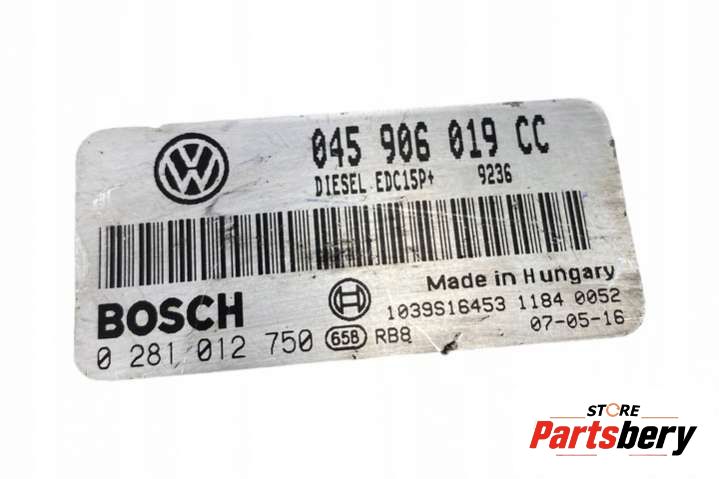 VW
045 906 019 CC
DIESEL EDC15P+ 9236
Made in Hungary
BOSCH
1039S16453 1184 0052
0 281 012 750 658 RB8 07-05-16
STORE
Partsbery